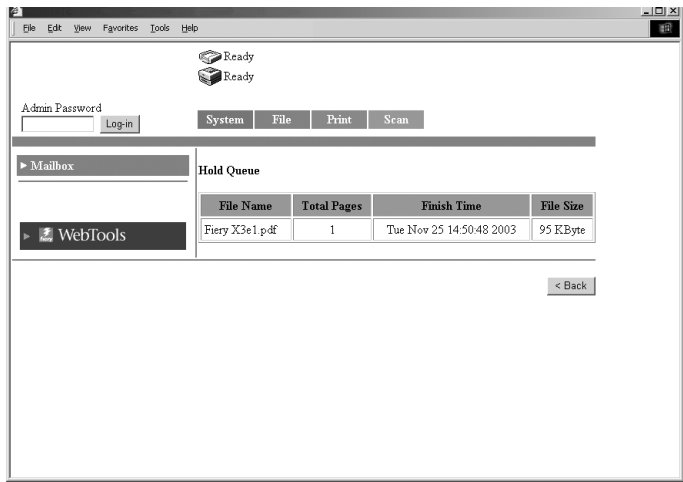 File Edit View Favorites Tools Help
Ready
Ready
Admin Password
Log-in
System File Print Scan
Mailbox
Hold Queue
File Name Total Pages Finish Time File Size
Fiery X3e1.pdf 1 Tue Nov 25 14:50:48 2003 95 KByte
WebTools
< Back